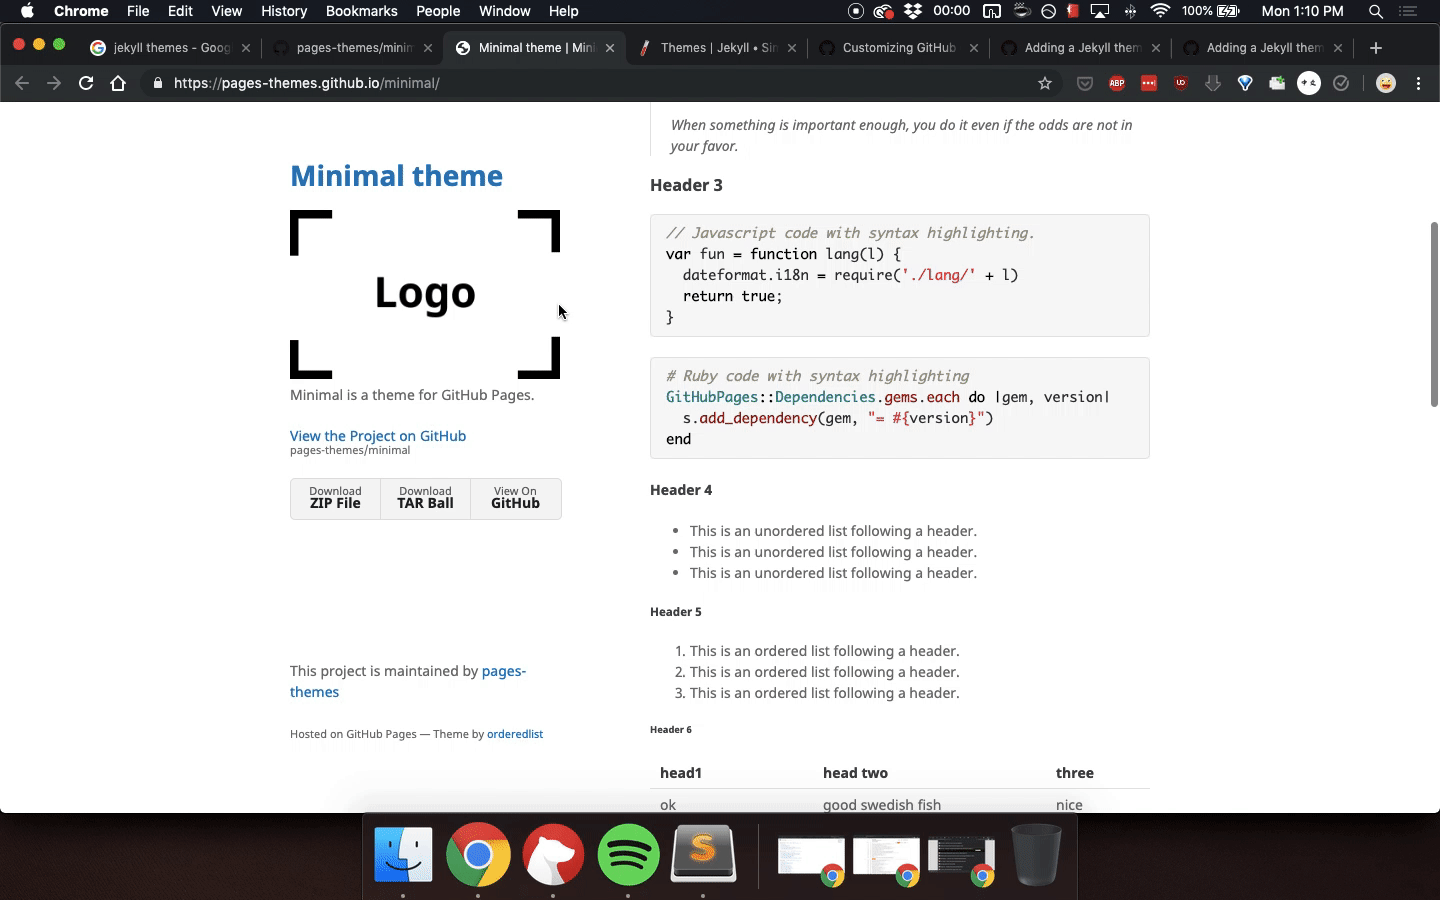 Chrome File Edit View History Bookmarks People Window Help 00:00 100% Mon 1:10 PM
jekyll themes - Goog pages-themes/minim Minimal theme | Mini Themes | Jekyll • Sim Customizing GitHub Adding a Jekyll them Adding a Jekyll them
https://pages-themes.github.io/minimal/ ABP
When something is important enough, you do it even if the odds are not in
your favor.
Minimal theme
Logo
Minimal is a theme for GitHub Pages.
View the Project on GitHub
pages-themes/minimal
Download Download View On
ZIP File TAR Ball GitHub
This project is maintained by pages-
themes
Hosted on GitHub Pages — Theme by orderedlist
Header 3
// Javascript code with syntax highlighting.
var fun = function lang(l) {
  dateformat.i18n = require('./lang/' + l)
  return true;
}
# Ruby code with syntax highlighting
GitHubPages::Dependencies.gems.each do |gem, version|
  s.add_dependency(gem, "= #{version}")
end
Header 4
• This is an unordered list following a header.
• This is an unordered list following a header.
• This is an unordered list following a header.
Header 5
1. This is an ordered list following a header.
2. This is an ordered list following a header.
3. This is an ordered list following a header.
Header 6
head1 head two three
ok good swedish fish nice